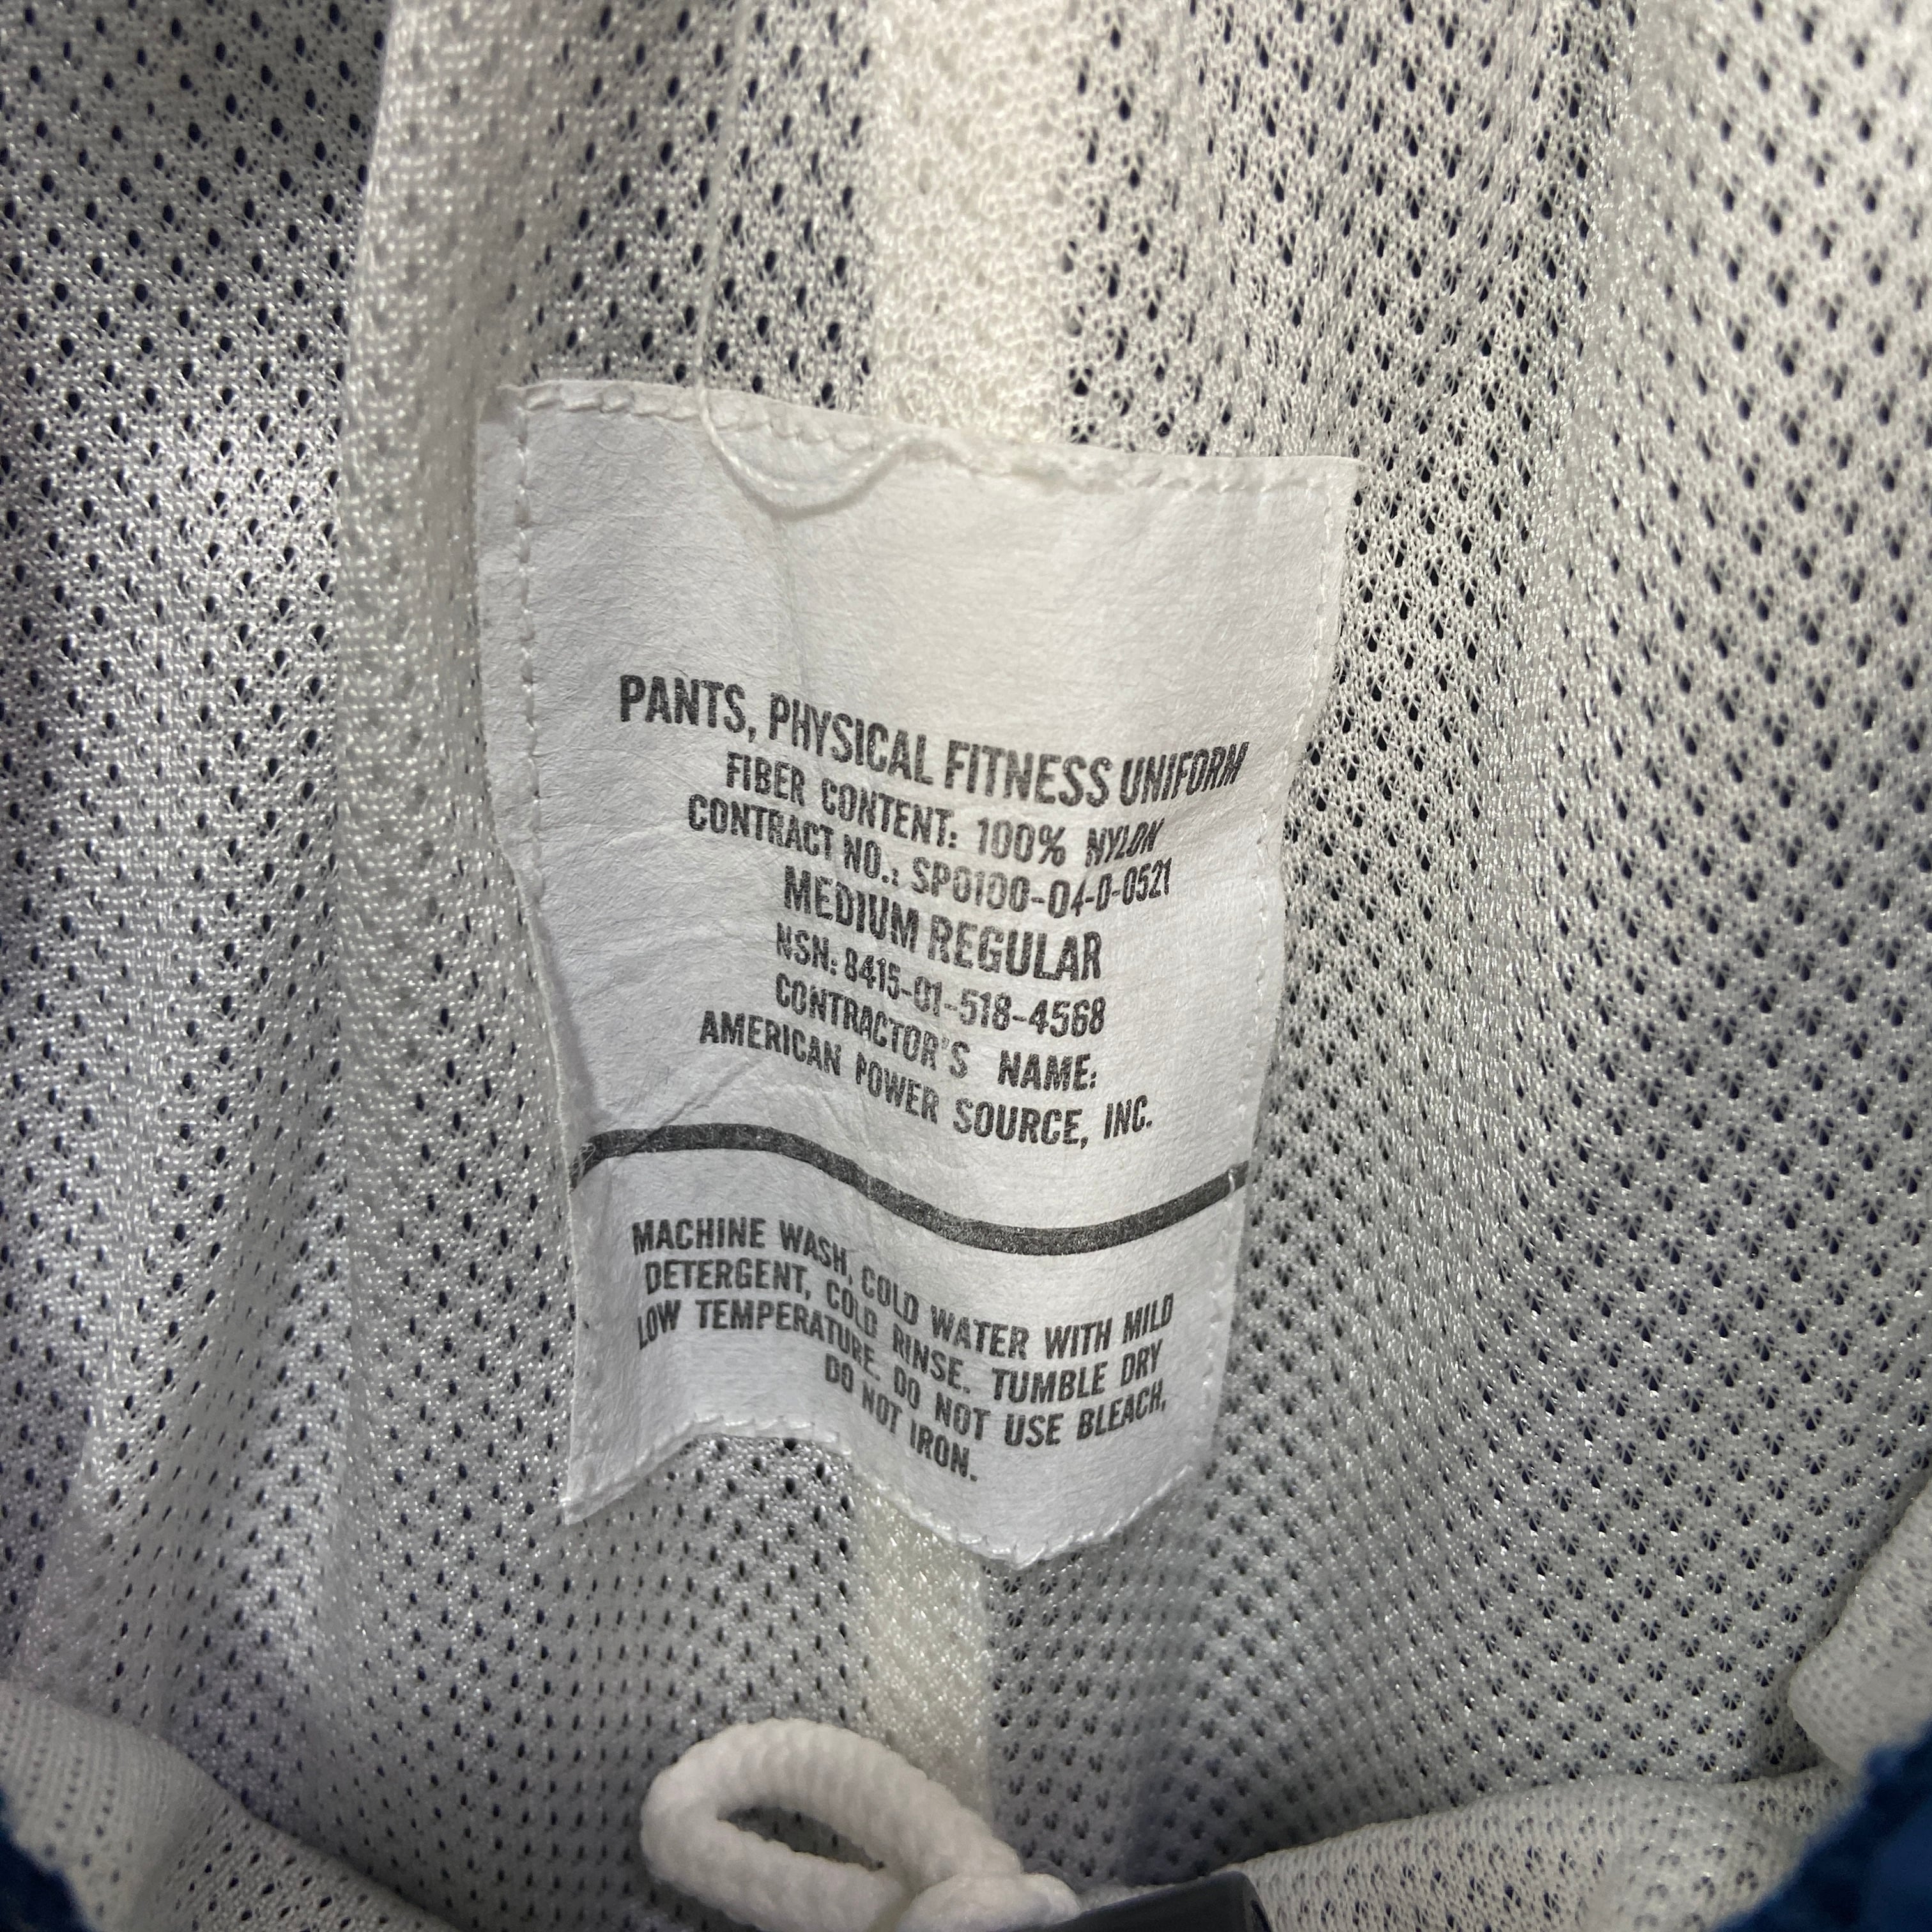 PANTS, PHYSICAL FITNESS UNIFORM
FIBER CONTENT: 100% NYLON
CONTRACT NO.: SPO100-04-D-0521
MEDIUM REGULAR
NSN: 8415-01-518-4568
CONTRACTOR'S NAME:
AMERICAN POWER SOURCE, INC.
MACHINE WASH, COLD WATER WITH MILD
DETERGENT, COLD RINSE. TUMBLE DRY
LOW TEMPERATURE. DO NOT USE BLEACH,
DO NOT IRON.